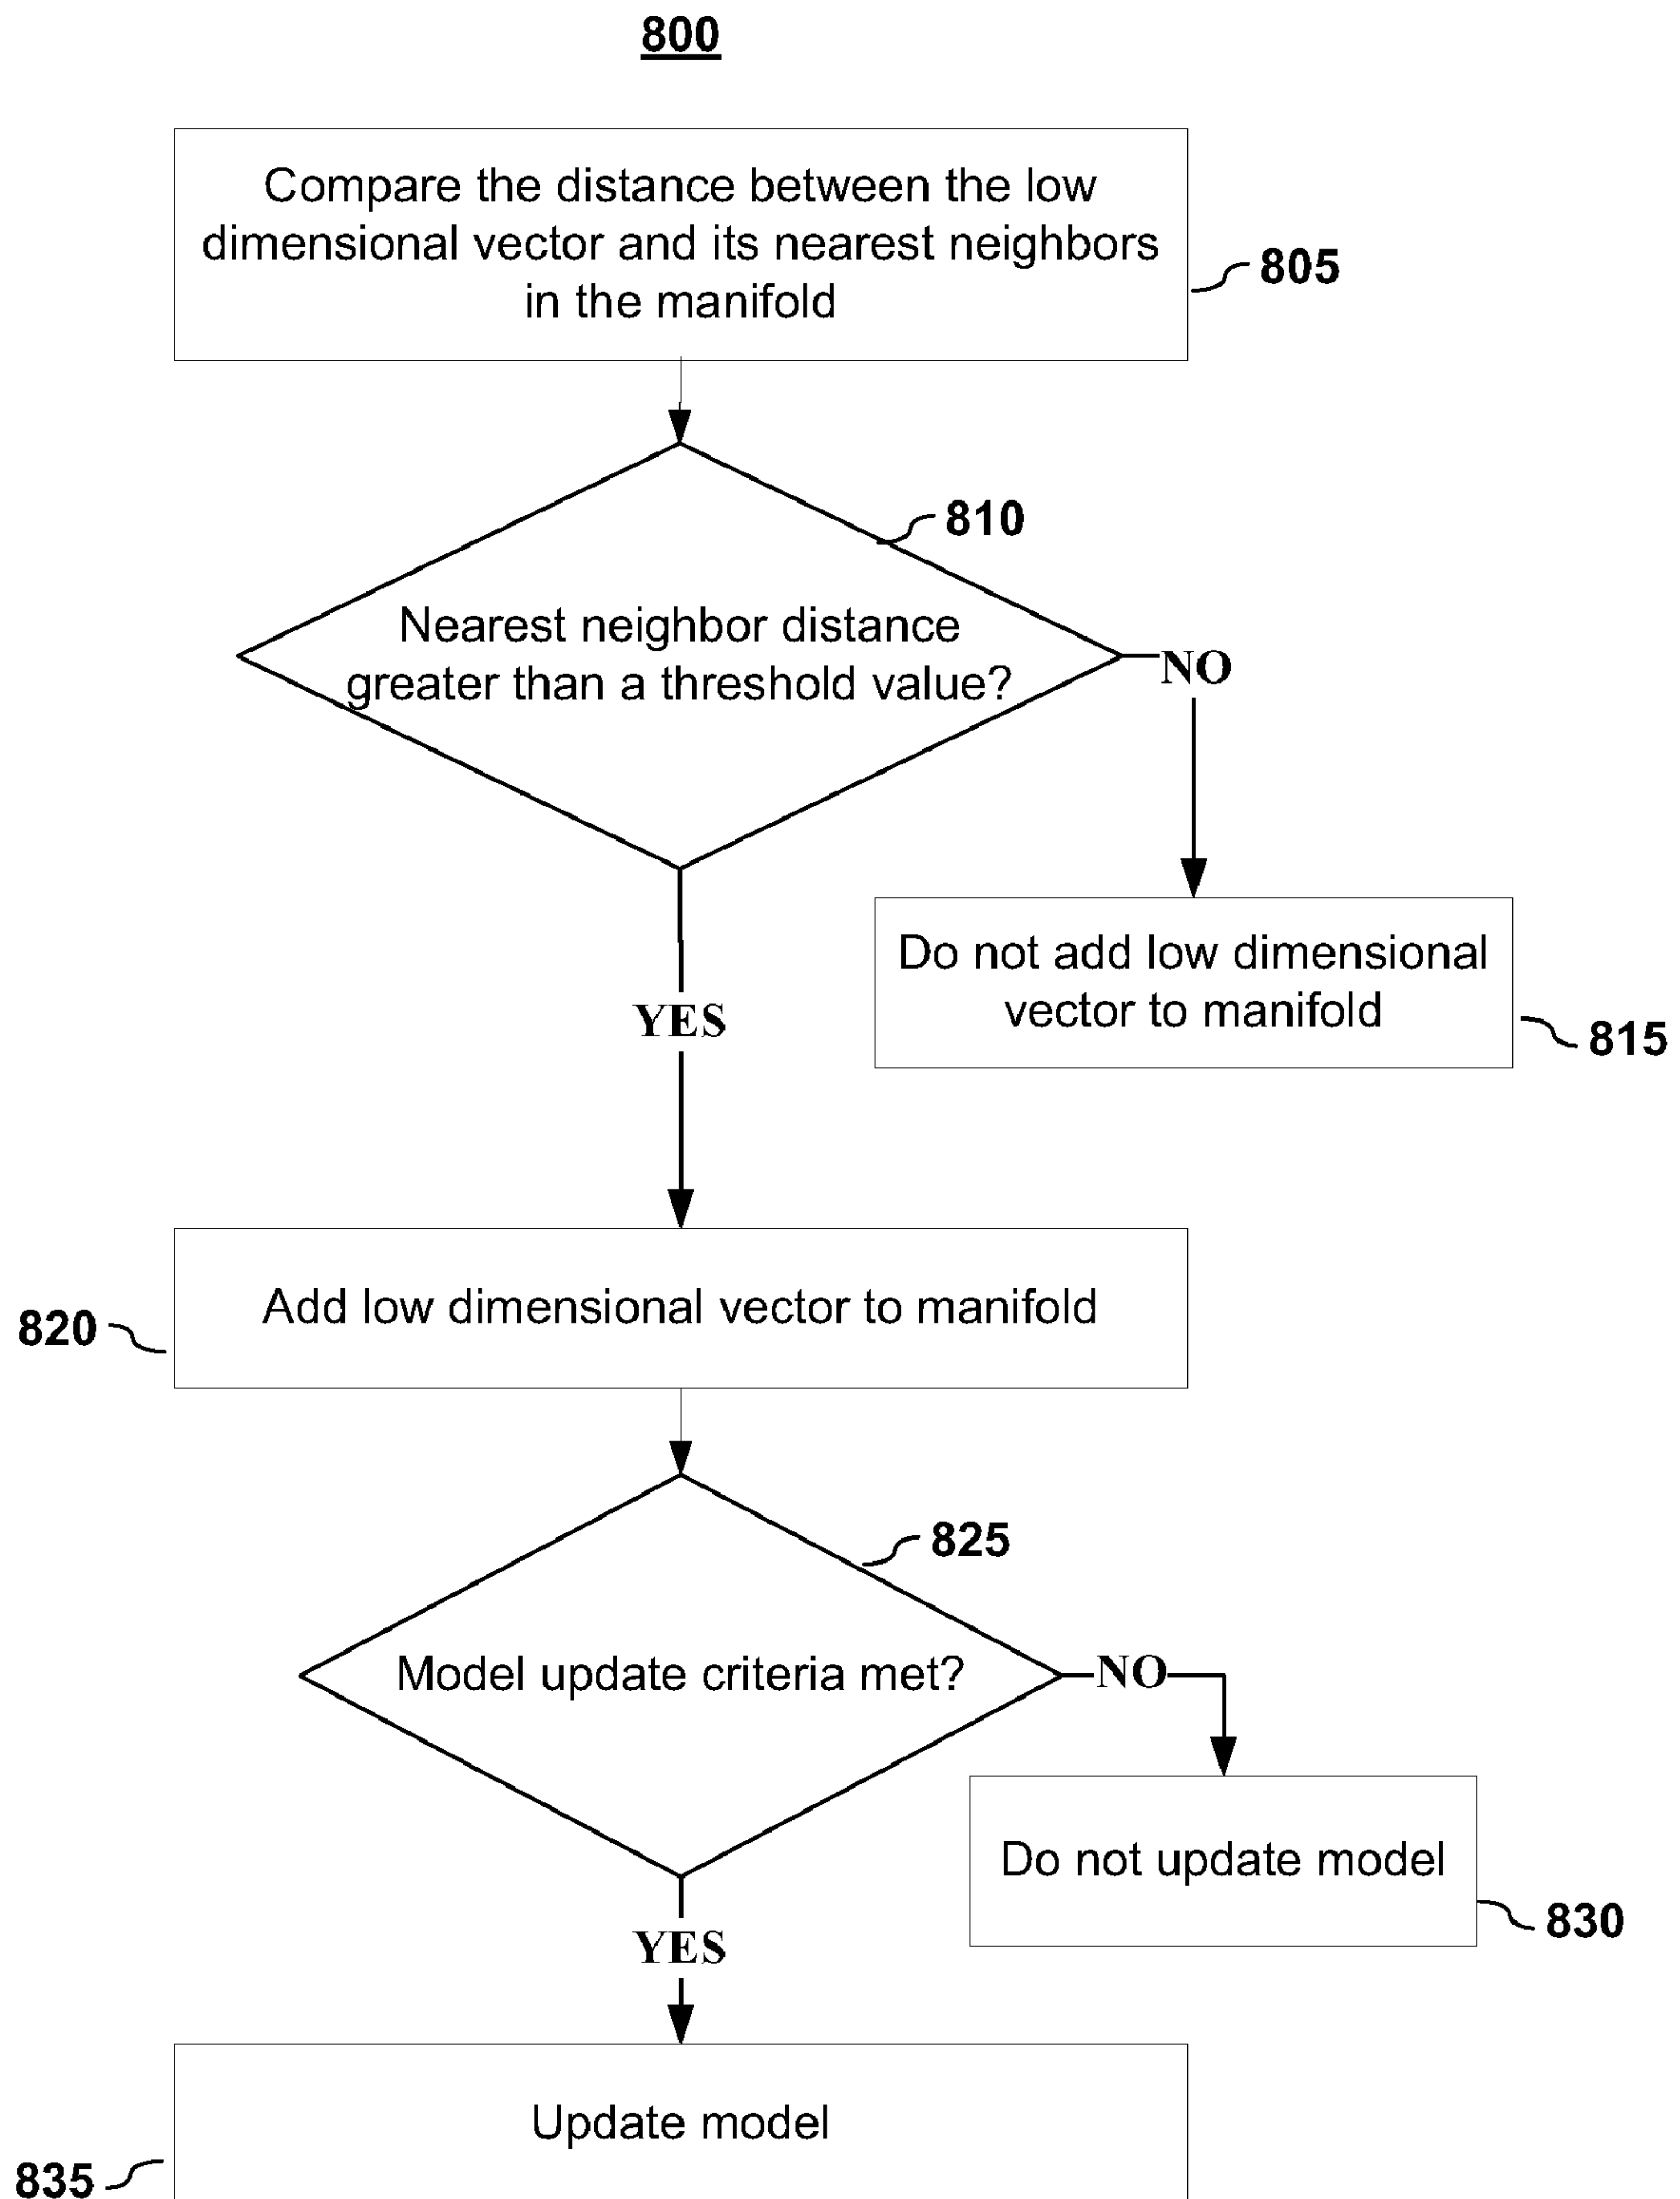 800
Compare the distance between the low
dimensional vector and its nearest neighbors
in the manifold
805
810
Nearest neighbor distance
greater than a threshold value?
NO
Do not add low dimensional
vector to manifold
815
YES
Add low dimensional vector to manifold
820
825
Model update criteria met?
NO
Do not update model
830
YES
Update model
835